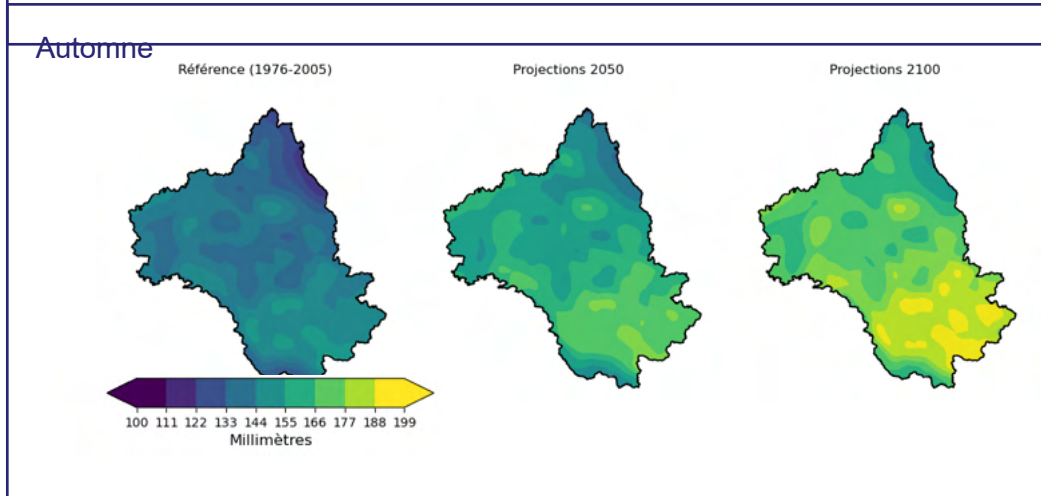 Automne
Référence (1976-2005)
Projections 2050
Projections 2100
100 111 122 133 144 155 166 177 188 199
Millimètres